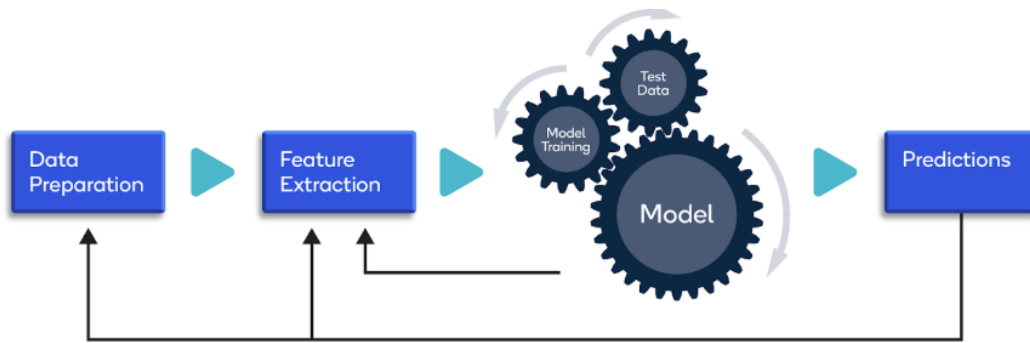 Data
Preparation
Feature
Extraction
Model
Training
Test
Data
Model
Predictions